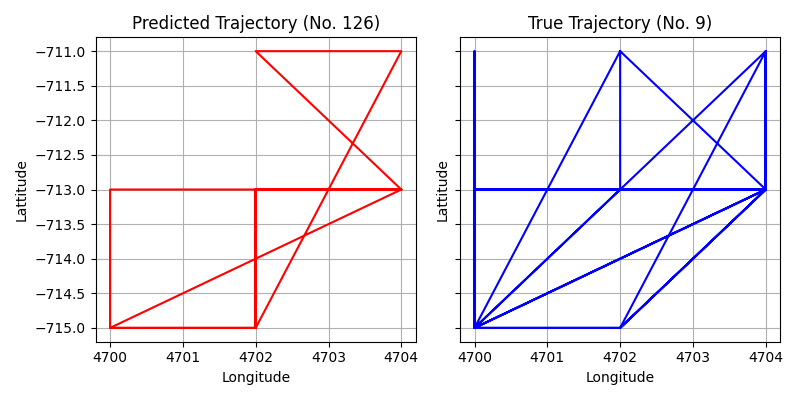 Predicted Trajectory (No. 126)
True Trajectory (No. 9)
Lattitude
−711.0
−711.5
−712.0
−712.5
−713.0
−713.5
−714.0
−714.5
−715.0
4700 4701 4702 4703 4704
Longitude
Lattitude
4700 4701 4702 4703 4704
Longitude